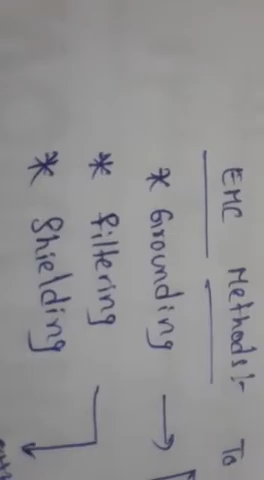 EMC Methods:- To
* Grounding →
* Filtering
* Shielding